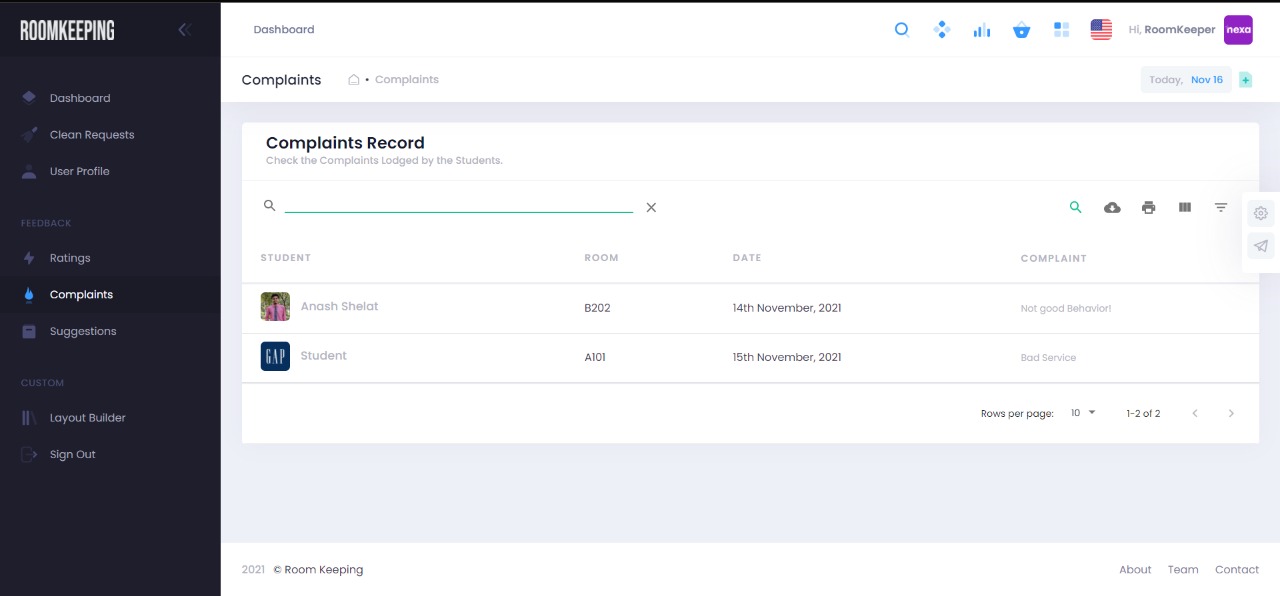 ROOMKEEPING
Dashboard
Hi, RoomKeeper
nexa
Complaints
• Complaints
Today, Nov 16
Dashboard
Clean Requests
User Profile
FEEDBACK
Ratings
Complaints
Suggestions
CUSTOM
Layout Builder
Sign Out
Complaints Record
Check the Complaints Lodged by the Students.
STUDENT ROOM DATE COMPLAINT
Anash Shelat B202 14th November, 2021 Not good Behavior!
GAP Student A101 15th November, 2021 Bad Service
Rows per page: 10 1-2 of 2
2021 © Room Keeping
About Team Contact